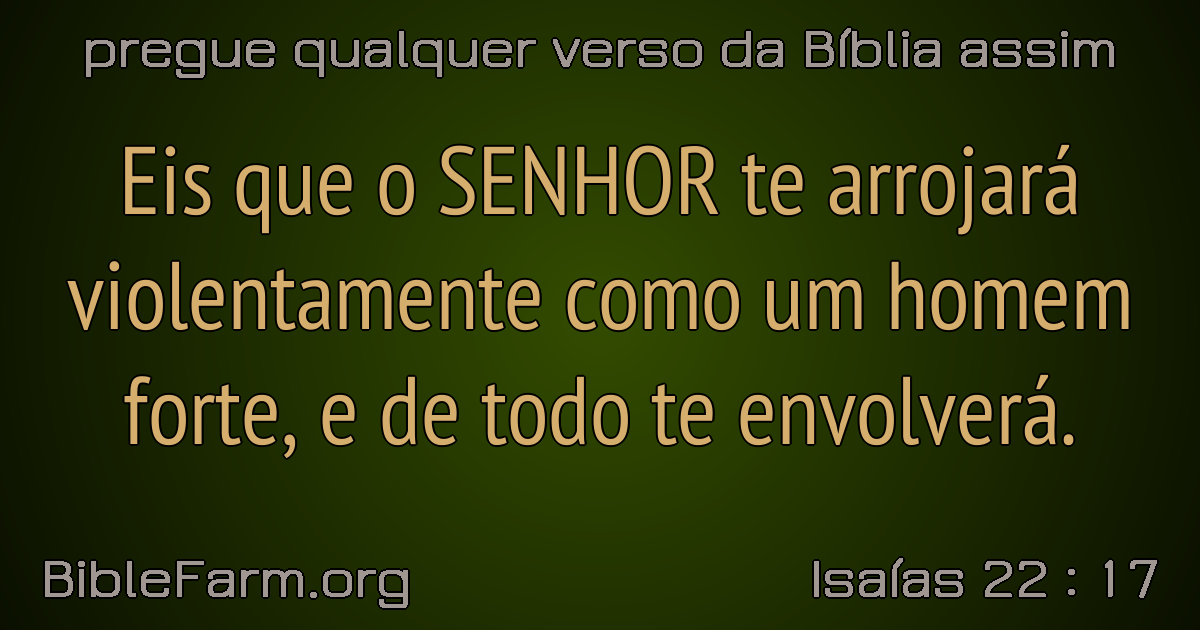 pregue qualquer verso da Bíblia assim
Eis que o SENHOR te arrojará
violentamente como um homem
forte, e de todo te envolverá.
BibleFarm.org
Isaías 22 : 17